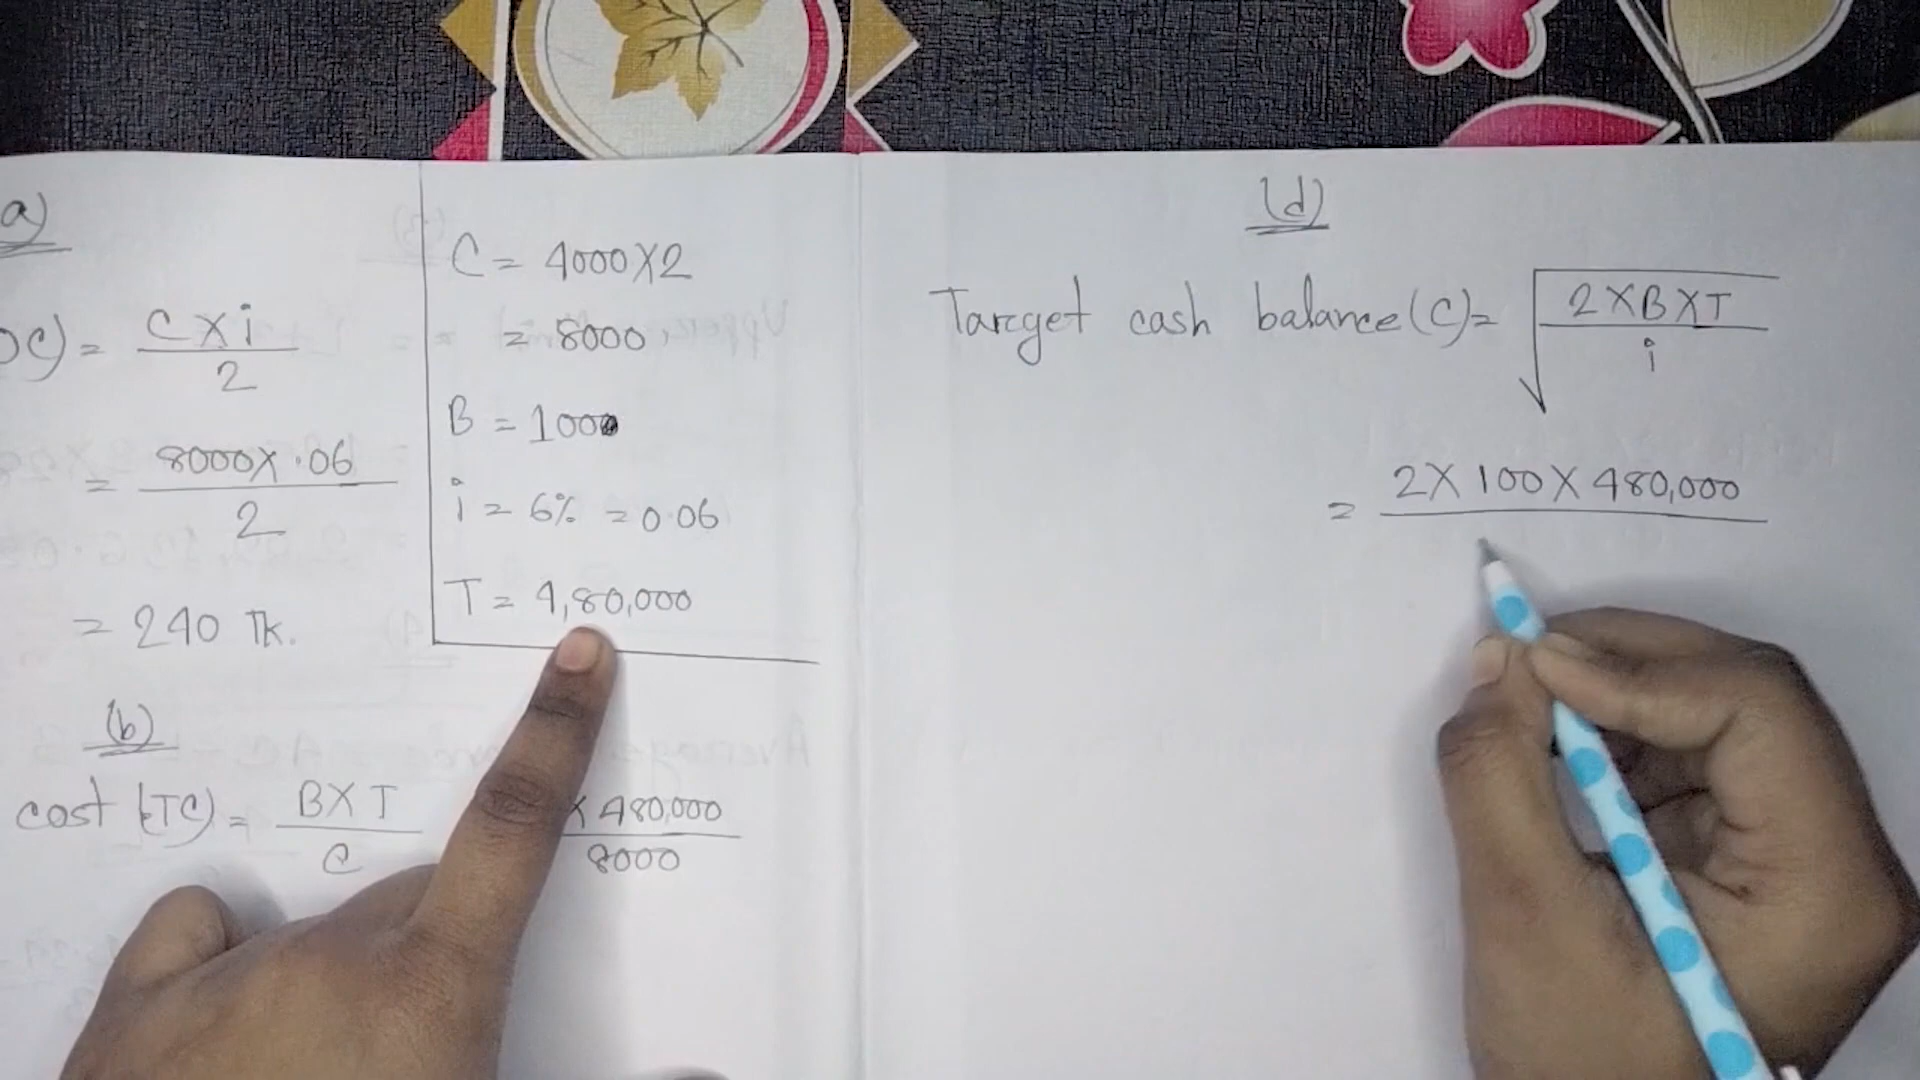 a)
C) = C X i / 2
= 8000 X .06 / 2
= 240 Tk.
C = 4000 X 2
= 8000,
B = 100
i = 6% = 0.06
T = 4,80,000
(b)
cost (TC) = B X T / C
X 480,000 / 8000
(d)
Target cash balance (C) = √ 2 X B X T / i
= 2 X 100 X 480,000